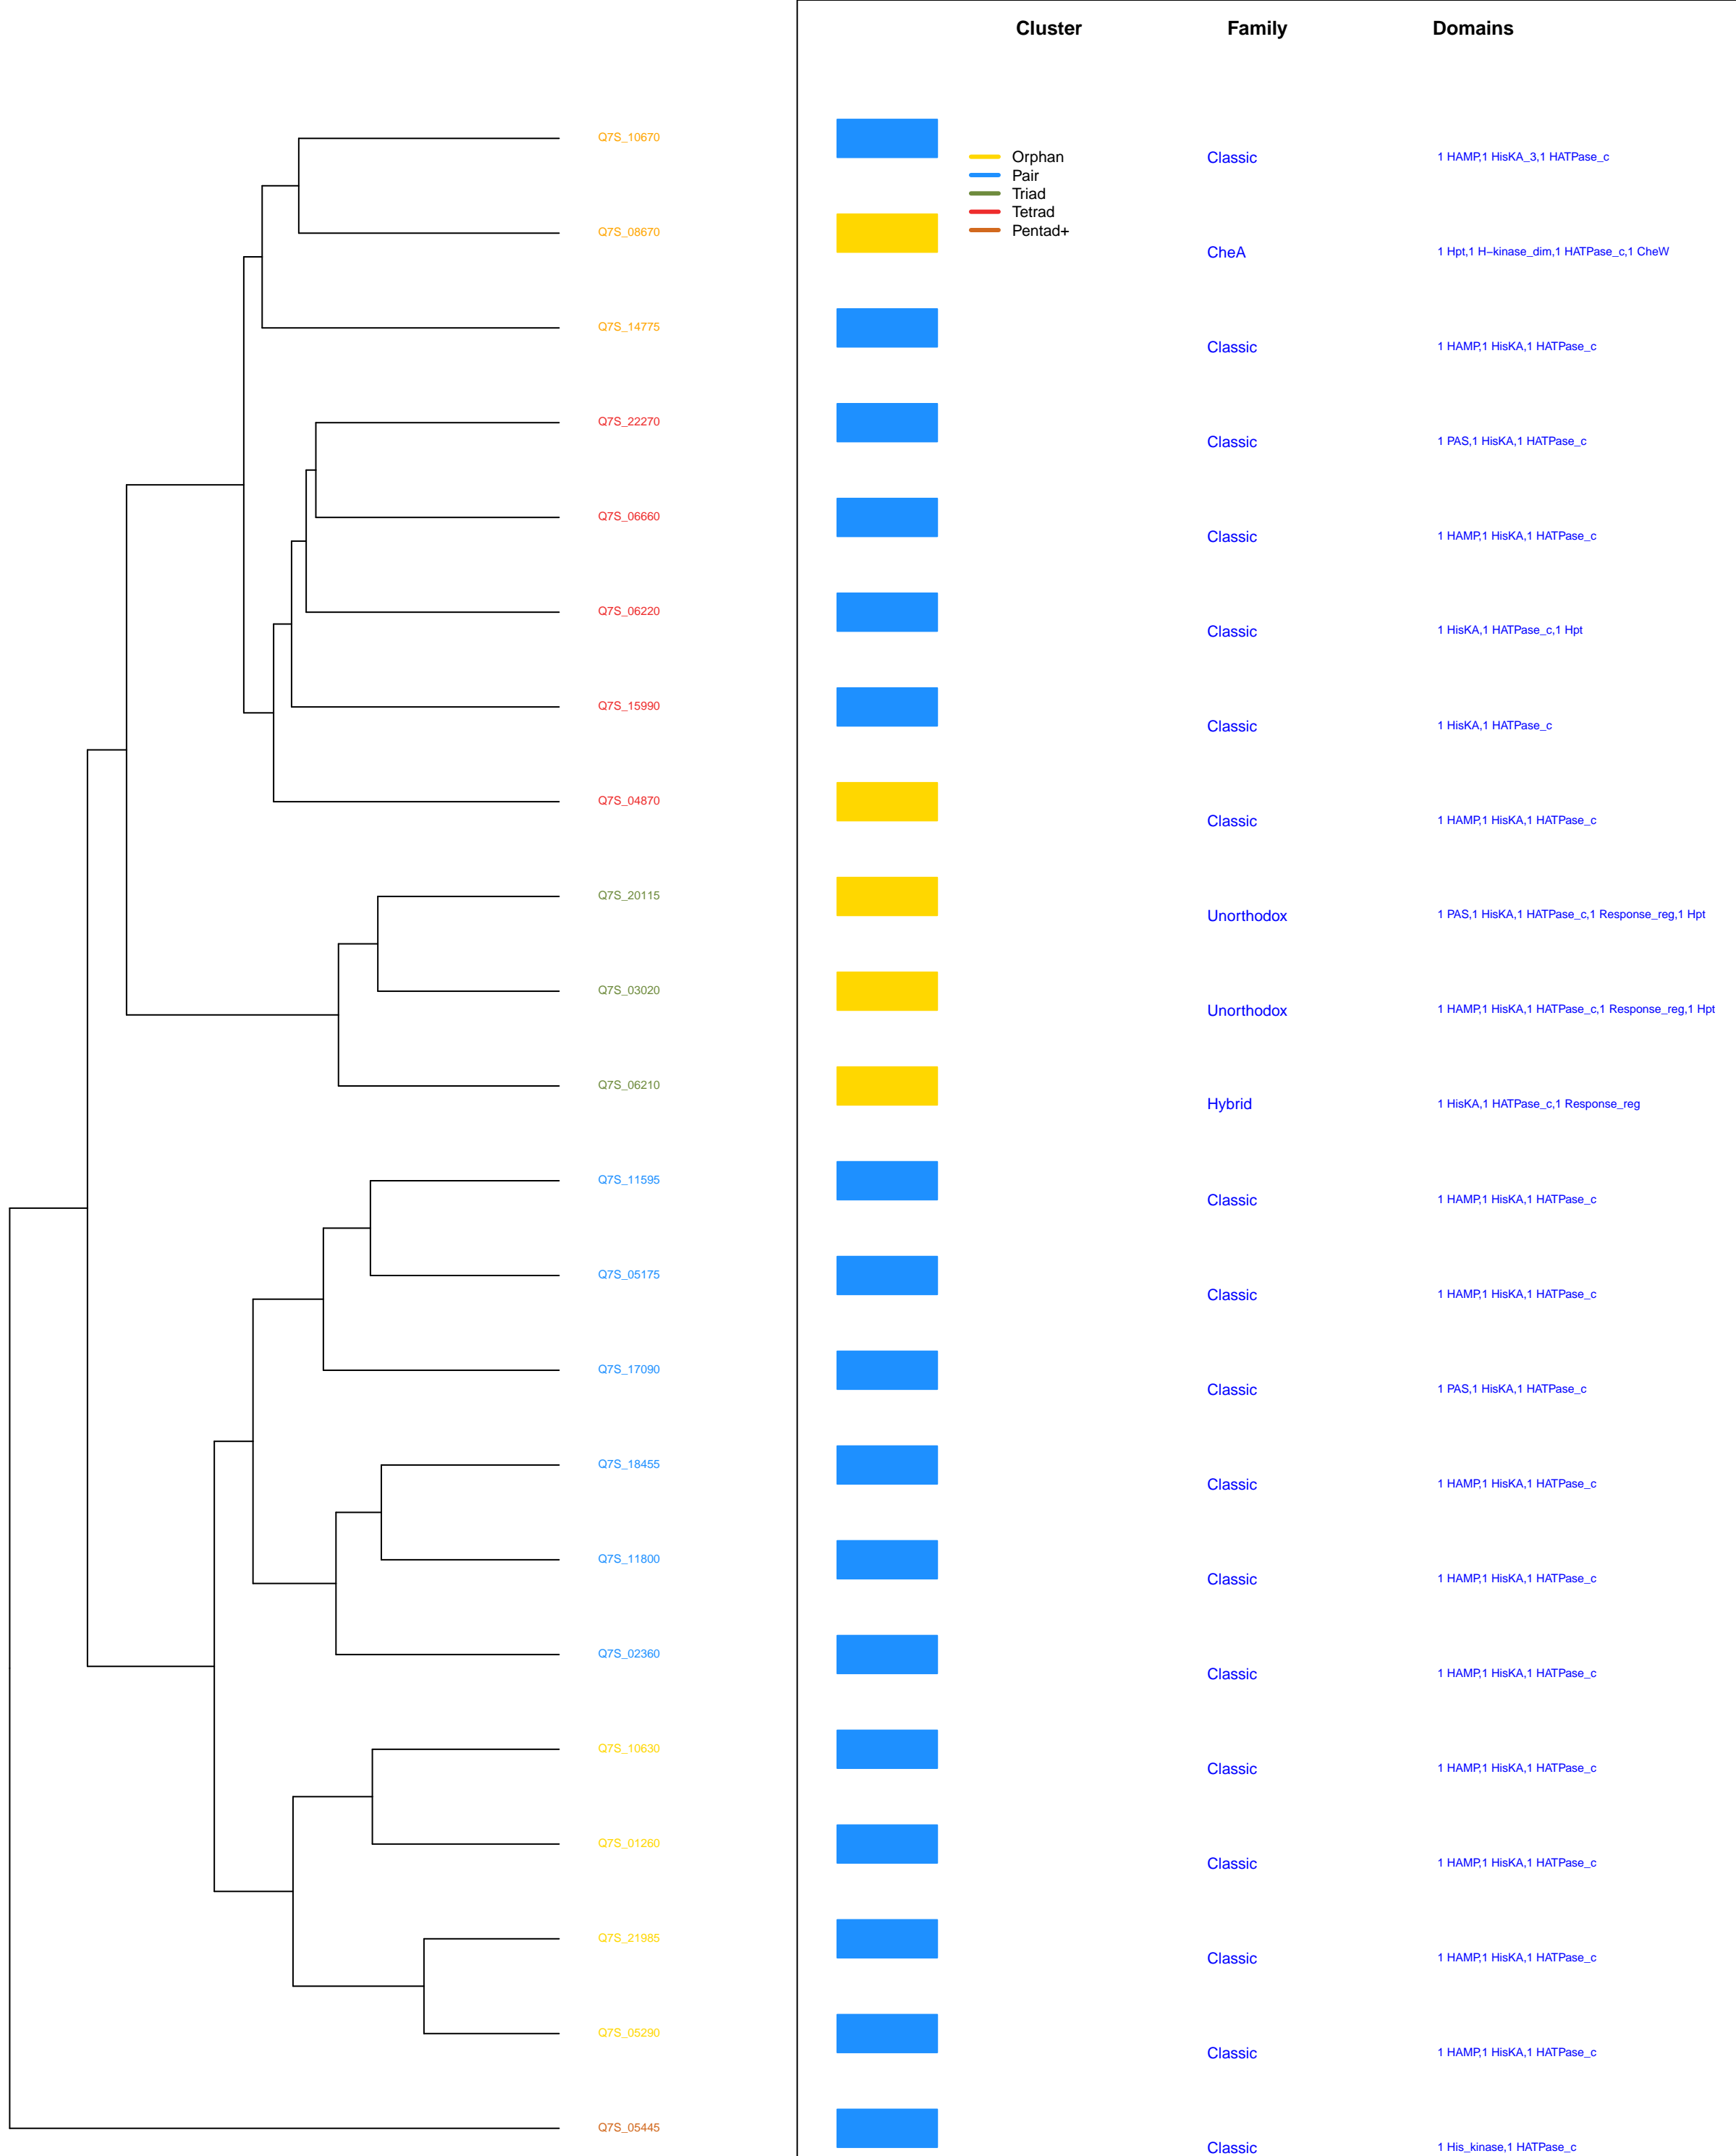 Cluster Family Domains
Q7S_10670 Orphan Classic 1 HAMP,1 HisKA_3,1 HATPase_c
Pair
Triad
Tetrad
Q7S_08670 Pentad+ CheA 1 Hpt,1 H−kinase_dim,1 HATPase_c,1 CheW
Q7S_14775 Classic 1 HAMP,1 HisKA,1 HATPase_c
Q7S_22270 Classic 1 PAS,1 HisKA,1 HATPase_c
Q7S_06660 Classic 1 HAMP,1 HisKA,1 HATPase_c
Q7S_06220 Classic 1 HisKA,1 HATPase_c,1 Hpt
Q7S_15990 Classic 1 HisKA,1 HATPase_c
Q7S_04870 Classic 1 HAMP,1 HisKA,1 HATPase_c
Q7S_20115 Unorthodox 1 PAS,1 HisKA,1 HATPase_c,1 Response_reg,1 Hpt
Q7S_03020 Unorthodox 1 HAMP,1 HisKA,1 HATPase_c,1 Response_reg,1 Hpt
Q7S_06210 Hybrid 1 HisKA,1 HATPase_c,1 Response_reg
Q7S_11595 Classic 1 HAMP,1 HisKA,1 HATPase_c
Q7S_05175 Classic 1 HAMP,1 HisKA,1 HATPase_c
Q7S_17090 Classic 1 PAS,1 HisKA,1 HATPase_c
Q7S_18455 Classic 1 HAMP,1 HisKA,1 HATPase_c
Q7S_11800 Classic 1 HAMP,1 HisKA,1 HATPase_c
Q7S_02360 Classic 1 HAMP,1 HisKA,1 HATPase_c
Q7S_10630 Classic 1 HAMP,1 HisKA,1 HATPase_c
Q7S_01260 Classic 1 HAMP,1 HisKA,1 HATPase_c
Q7S_21985 Classic 1 HAMP,1 HisKA,1 HATPase_c
Q7S_05290 Classic 1 HAMP,1 HisKA,1 HATPase_c
Q7S_05445 Classic 1 His_kinase,1 HATPase_c